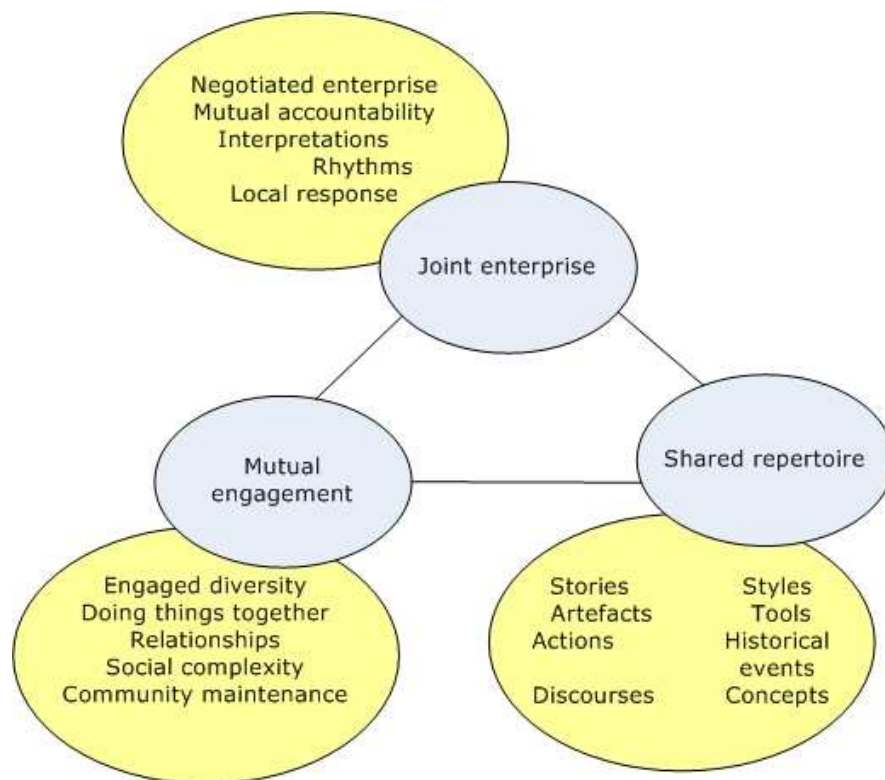 Negotiated enterprise
Mutual accountability
Interpretations
Rhythms
Local response
Joint enterprise
Mutual
engagement
Shared repertoire
Engaged diversity
Doing things together
Relationships
Social complexity
Community maintenance
Stories
Artefacts
Actions
Discourses
Styles
Tools
Historical
events
Concepts